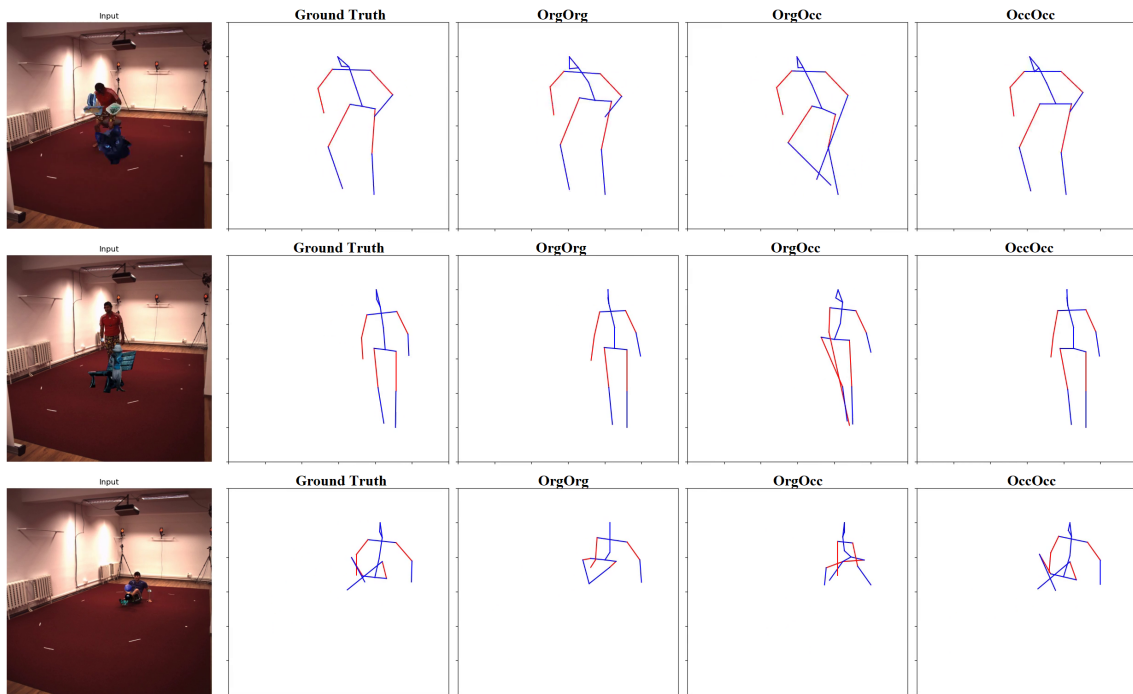 Input
Ground Truth
OrgOrg
OrgOcc
OccOcc
Input
Ground Truth
OrgOrg
OrgOcc
OccOcc
Input
Ground Truth
OrgOrg
OrgOcc
OccOcc